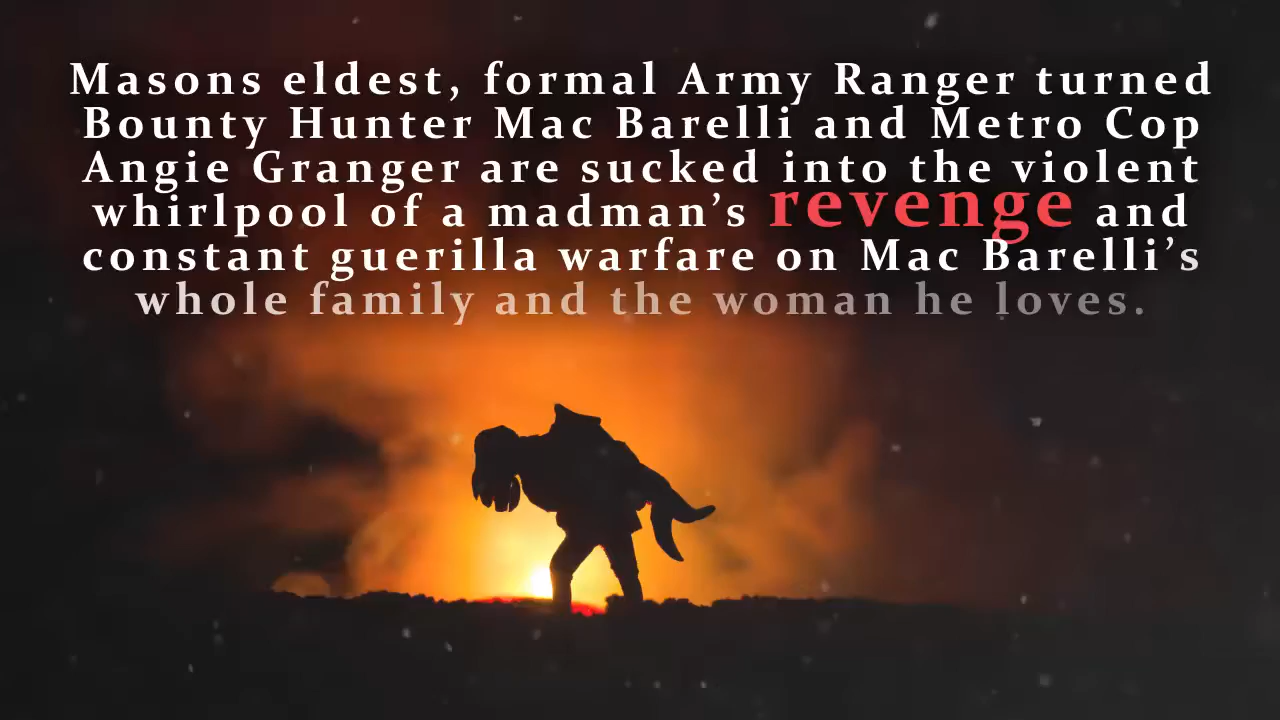 Masons eldest, formal Army Ranger turned
Bounty Hunter Mac Barelli and Metro Cop
Angie Granger are sucked into the violent
whirlpool of a madman’s revenge and
constant guerilla warfare on Mac Barelli’s
whole family and the woman he loves.